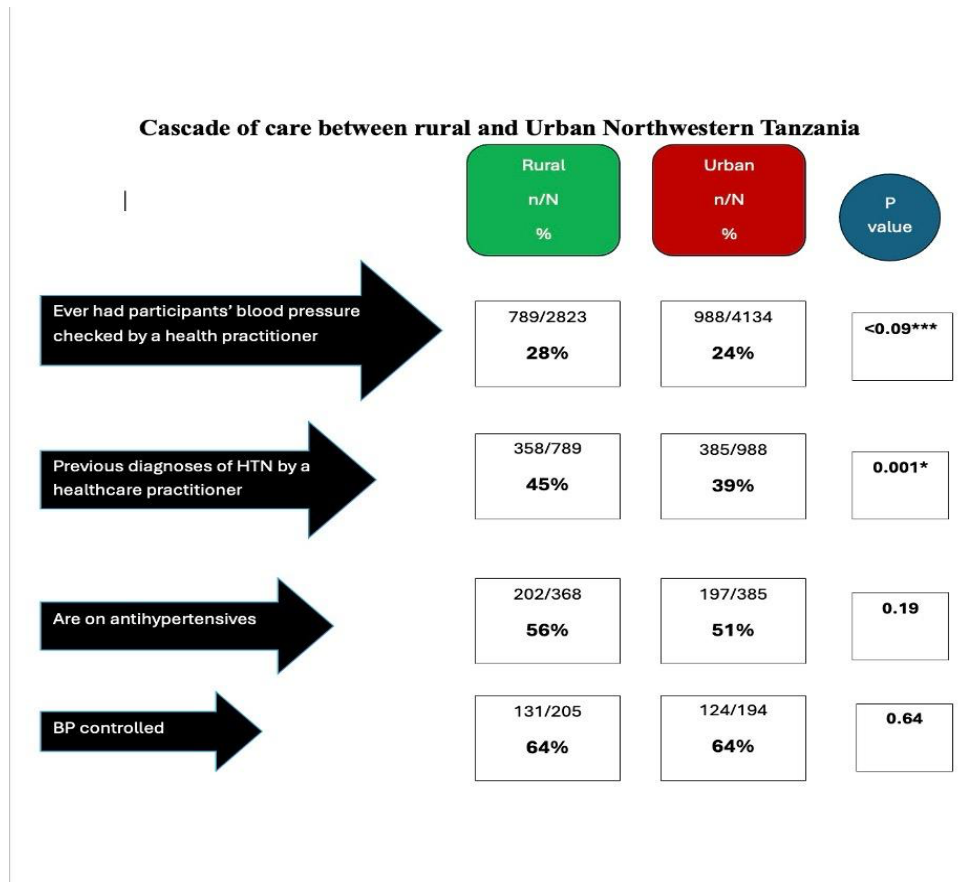 Cascade of care between rural and Urban Northwestern Tanzania
Rural
n/N
%
Urban
n/N
%
P
value
Ever had participants' blood pressure
checked by a health practitioner
789/2823
28%
988/4134
24%
<0.09***
Previous diagnoses of HTN by a
healthcare practitioner
358/789
45%
385/988
39%
0.001*
Are on antihypertensives
202/368
56%
197/385
51%
0.19
BP controlled
131/205
64%
124/194
64%
0.64